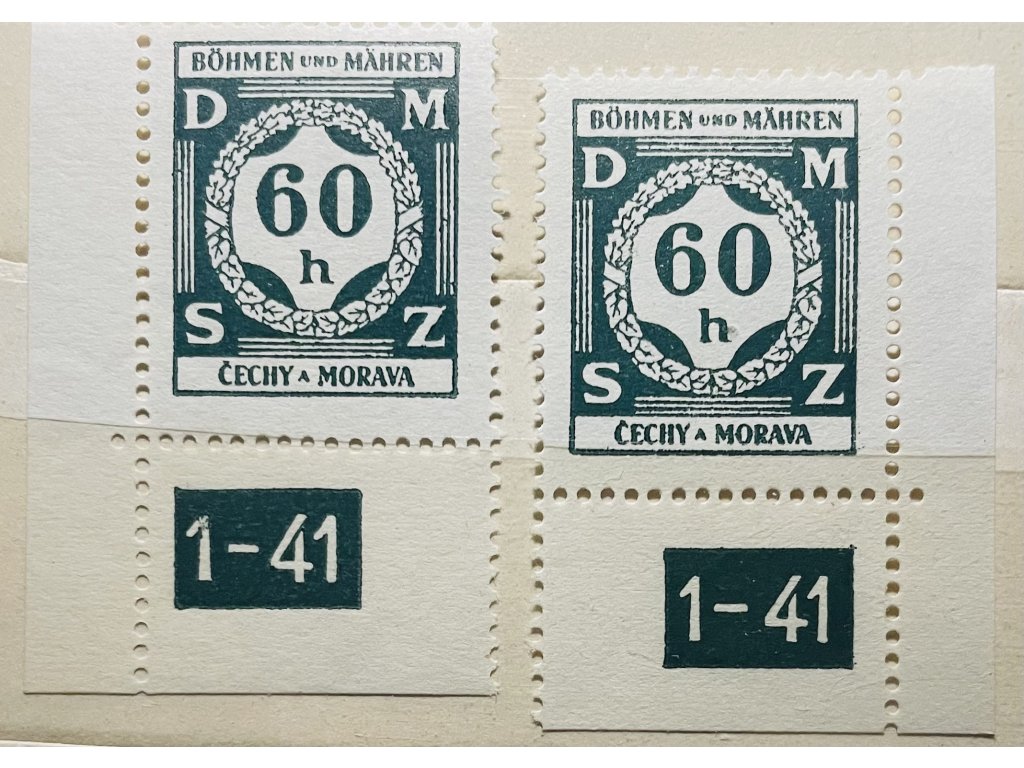 BÖHMEN UND MÄHREN
D M
60
h
S Z
ČECHY A MORAVA
1-41
BÖHMEN UND MÄHREN
D M
60
h
S Z
ČECHY A MORAVA
1-41